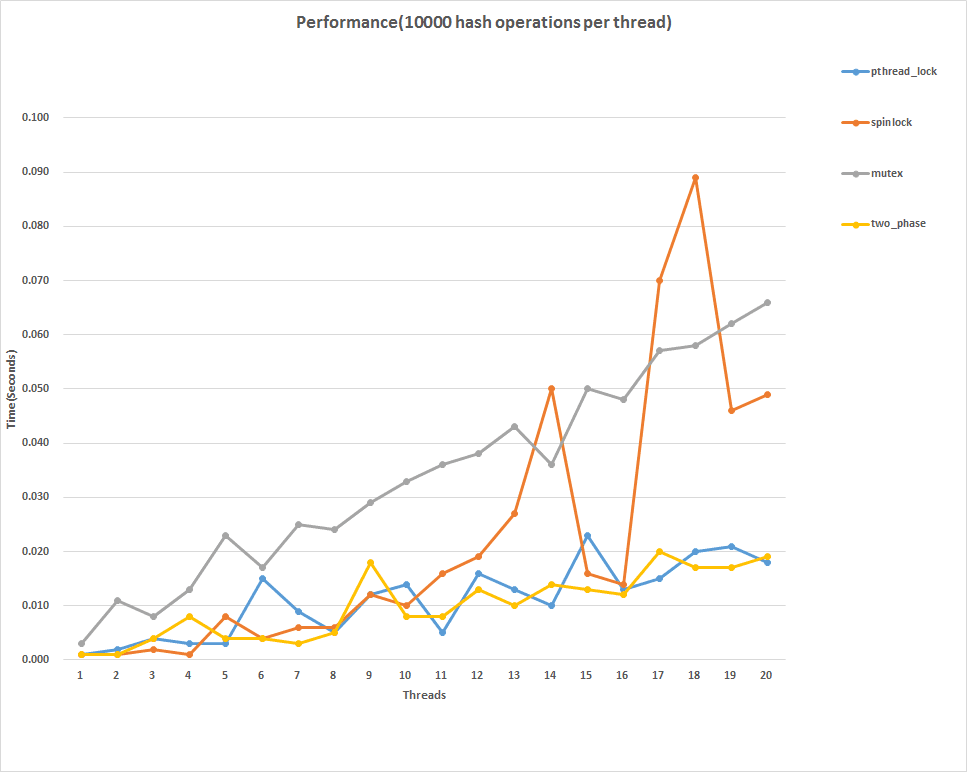 Performance(10000 hash operations per thread)
pthread_lock
spinlock
mutex
two_phase
0.100
0.090
0.080
0.070
0.060
0.050
0.040
0.030
0.020
0.010
0.000
Time(Seconds)
1 2 3 4 5 6 7 8 9 10 11 12 13 14 15 16 17 18 19 20
Threads